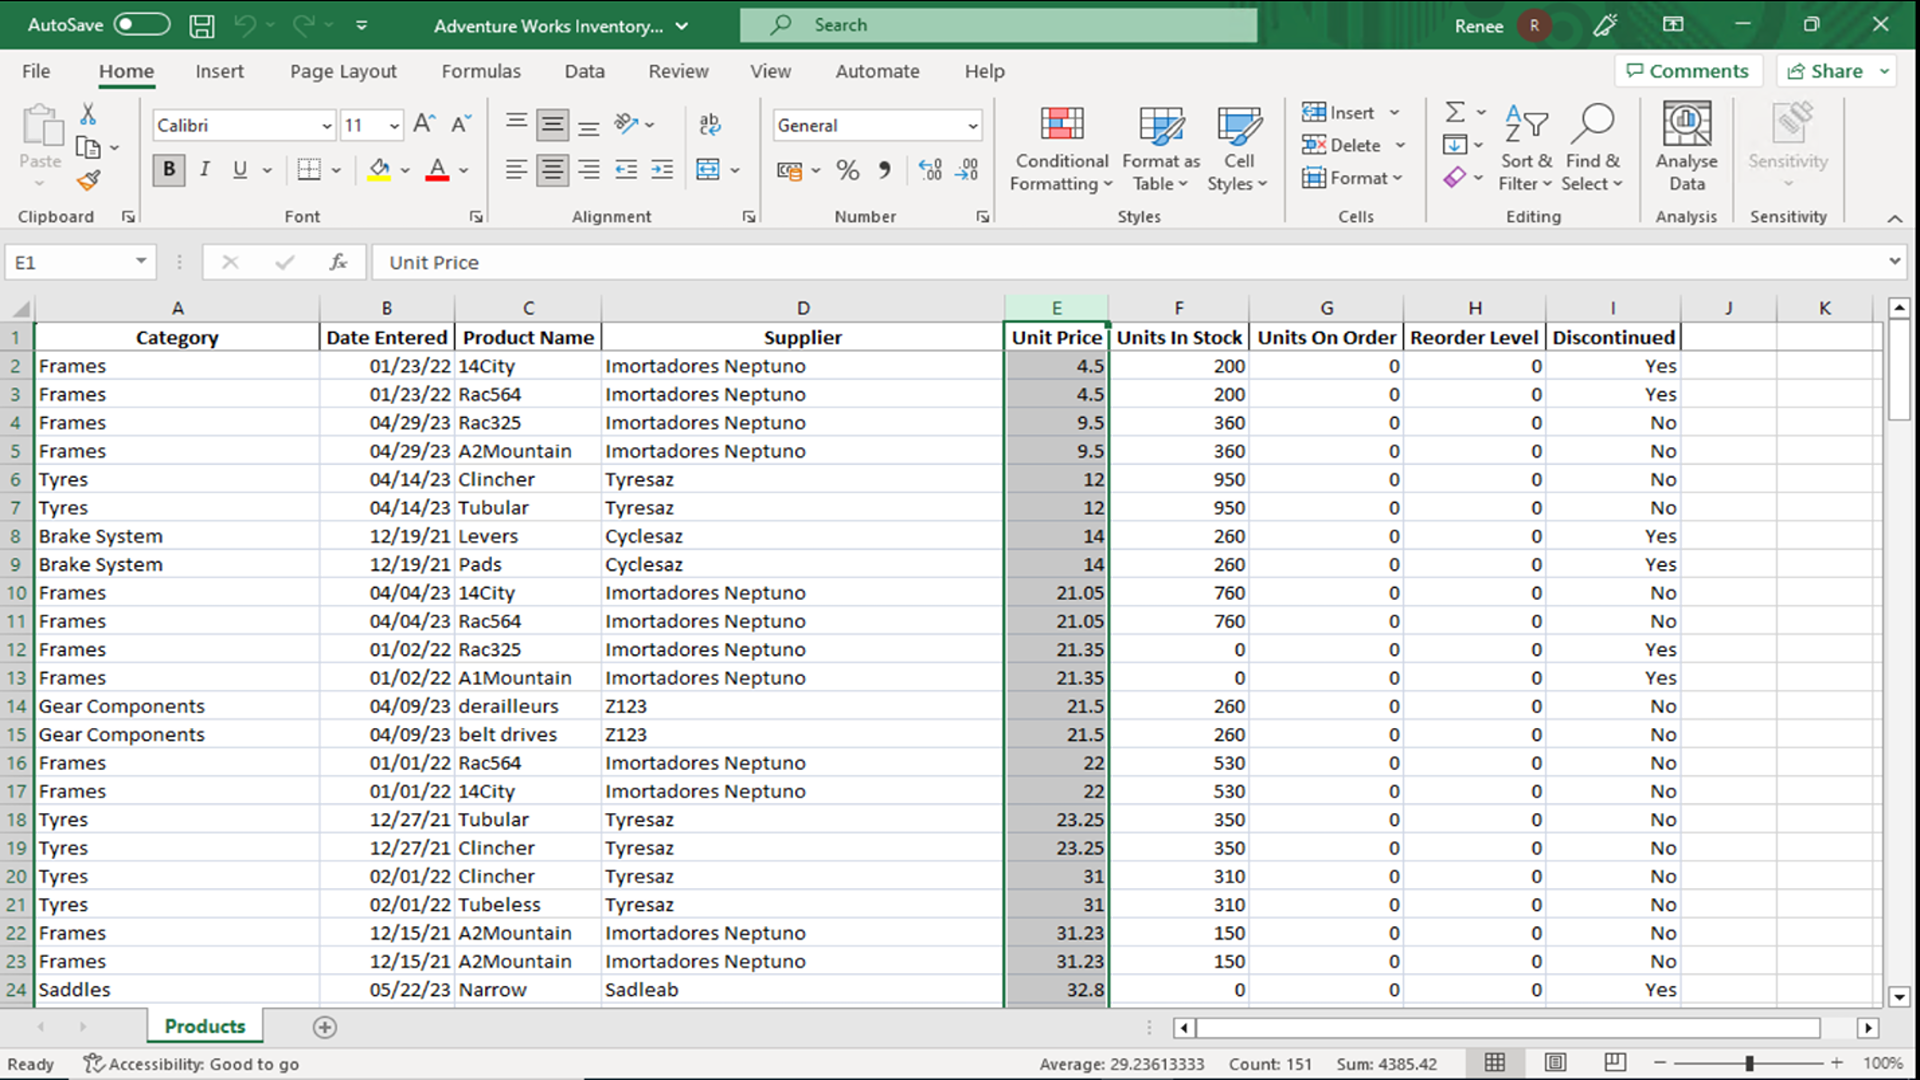 AutoSave Adventure Works Inventory... Search Renee R
File Home Insert Page Layout Formulas Data Review View Automate Help Comments Share
Paste Calibri 11 A A ab General Conditional Formatting Format as Table Cell Styles Insert Delete Format Sort & Filter Find & Select Analyse Data Sensitivity
B I U A % , .00 .00
Clipboard Font Alignment Number Styles Cells Editing Analysis Sensitivity
E1 fx Unit Price
A B C D E F G H I J K
1 Category Date Entered Product Name Supplier Unit Price Units In Stock Units On Order Reorder Level Discontinued
2 Frames 01/23/22 14City Imortadores Neptuno 4.5 200 0 0 Yes
3 Frames 01/23/22 Rac564 Imortadores Neptuno 4.5 200 0 0 Yes
4 Frames 04/29/23 Rac325 Imortadores Neptuno 9.5 360 0 0 No
5 Frames 04/29/23 A2Mountain Imortadores Neptuno 9.5 360 0 0 No
6 Tyres 04/14/23 Clincher Tyresaz 12 950 0 0 No
7 Tyres 04/14/23 Tubular Tyresaz 12 950 0 0 No
8 Brake System 12/19/21 Levers Cyclesaz 14 260 0 0 Yes
9 Brake System 12/19/21 Pads Cyclesaz 14 260 0 0 Yes
10 Frames 04/04/23 14City Imortadores Neptuno 21.05 760 0 0 No
11 Frames 04/04/23 Rac564 Imortadores Neptuno 21.05 760 0 0 No
12 Frames 01/02/22 Rac325 Imortadores Neptuno 21.35 0 0 0 Yes
13 Frames 01/02/22 A1Mountain Imortadores Neptuno 21.35 0 0 0 Yes
14 Gear Components 04/09/23 derailleurs Z123 21.5 260 0 0 No
15 Gear Components 04/09/23 belt drives Z123 21.5 260 0 0 No
16 Frames 01/01/22 Rac564 Imortadores Neptuno 22 530 0 0 No
17 Frames 01/01/22 14City Imortadores Neptuno 22 530 0 0 No
18 Tyres 12/27/21 Tubular Tyresaz 23.25 350 0 0 No
19 Tyres 12/27/21 Clincher Tyresaz 23.25 350 0 0 No
20 Tyres 02/01/22 Clincher Tyresaz 31 310 0 0 No
21 Tyres 02/01/22 Tubeless Tyresaz 31 310 0 0 No
22 Frames 12/15/21 A2Mountain Imortadores Neptuno 31.23 150 0 0 No
23 Frames 12/15/21 A2Mountain Imortadores Neptuno 31.23 150 0 0 No
24 Saddles 05/22/23 Narrow Sadleab 32.8 0 0 0 Yes
Products
Ready Accessibility: Good to go Average: 29.23613333 Count: 151 Sum: 4385.42 100%